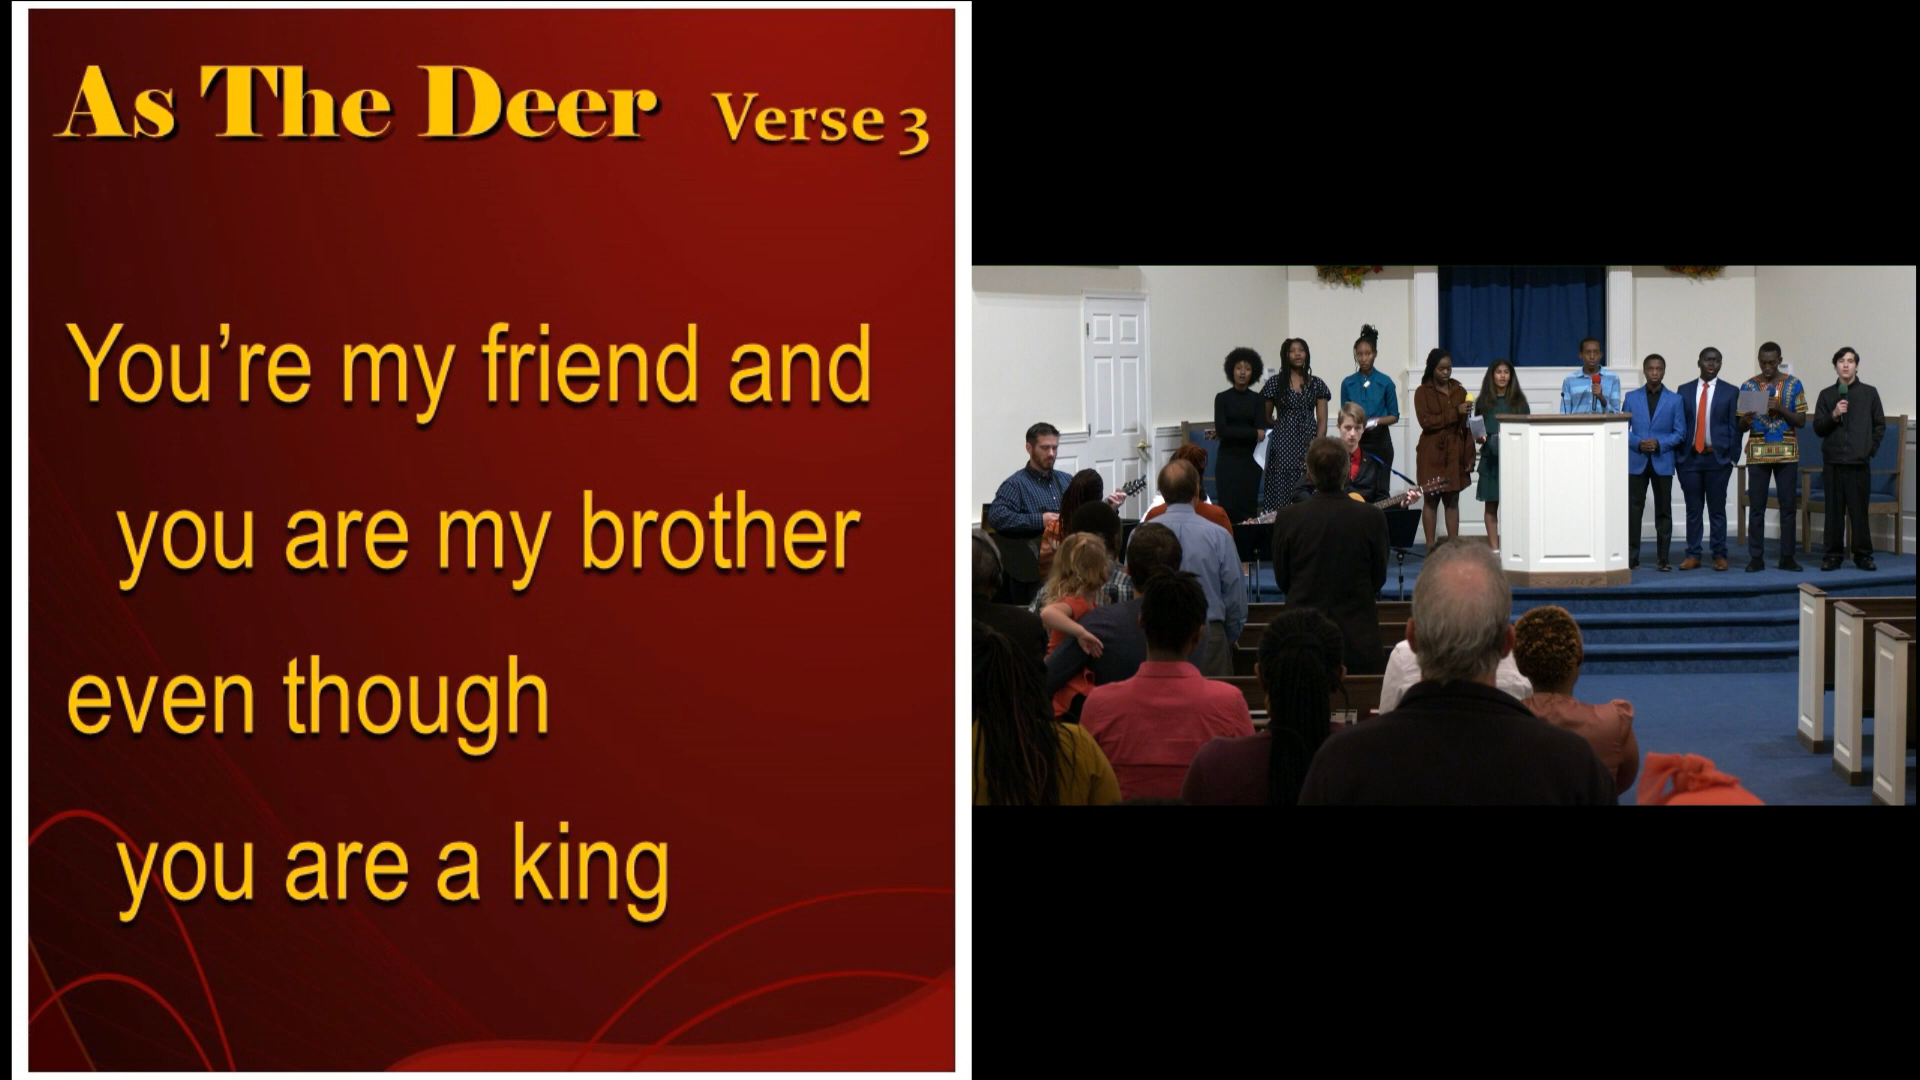 As The Deer Verse 3
You’re my friend and
you are my brother
even though
you are a king